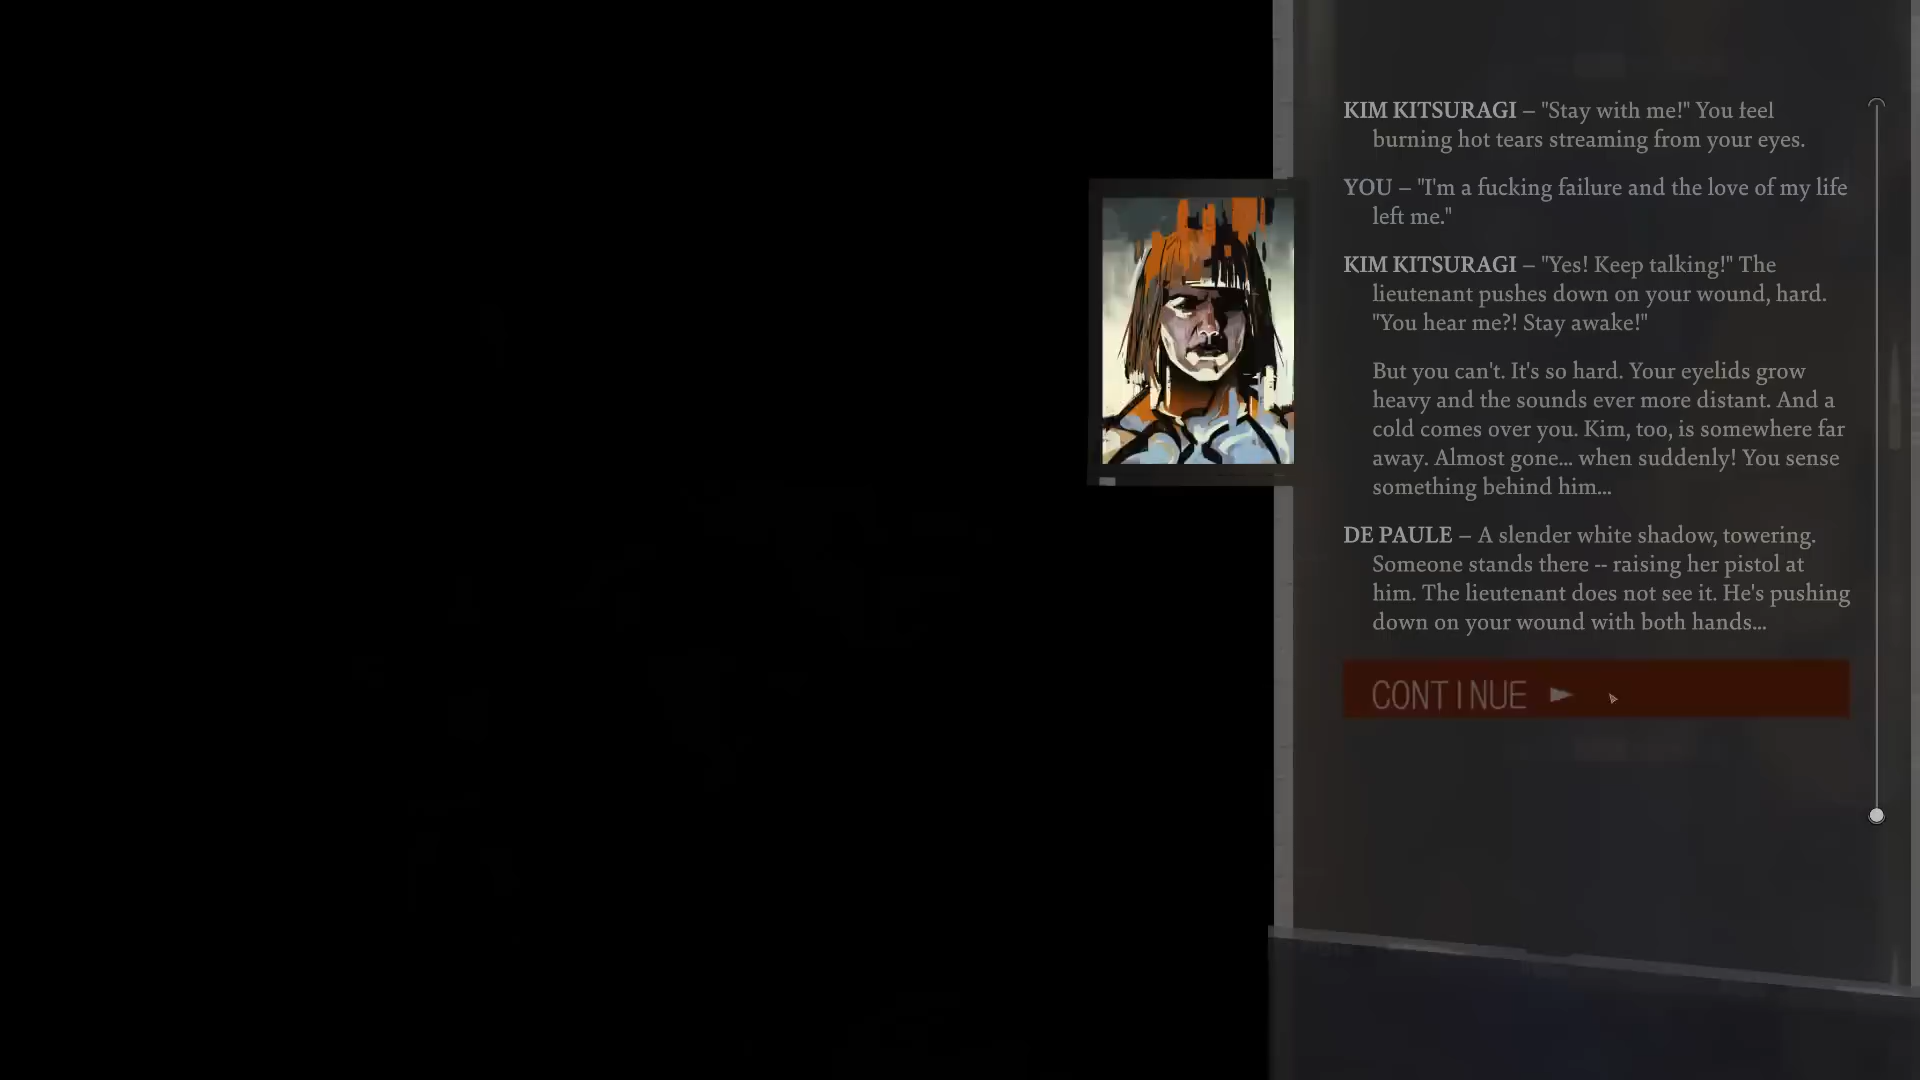 KIM KITSURAGI – "Stay with me!" You feel
burning hot tears streaming from your eyes.
YOU – "I'm a fucking failure and the love of my life
left me."
KIM KITSURAGI – "Yes! Keep talking!" The
lieutenant pushes down on your wound, hard.
"You hear me?! Stay awake!"
But you can't. It's so hard. Your eyelids grow
heavy and the sounds ever more distant. And a
cold comes over you. Kim, too, is somewhere far
away. Almost gone... when suddenly! You sense
something behind him...
DE PAULE – A slender white shadow, towering.
Someone stands there -- raising her pistol at
him. The lieutenant does not see it. He's pushing
down on your wound with both hands...
CONTINUE